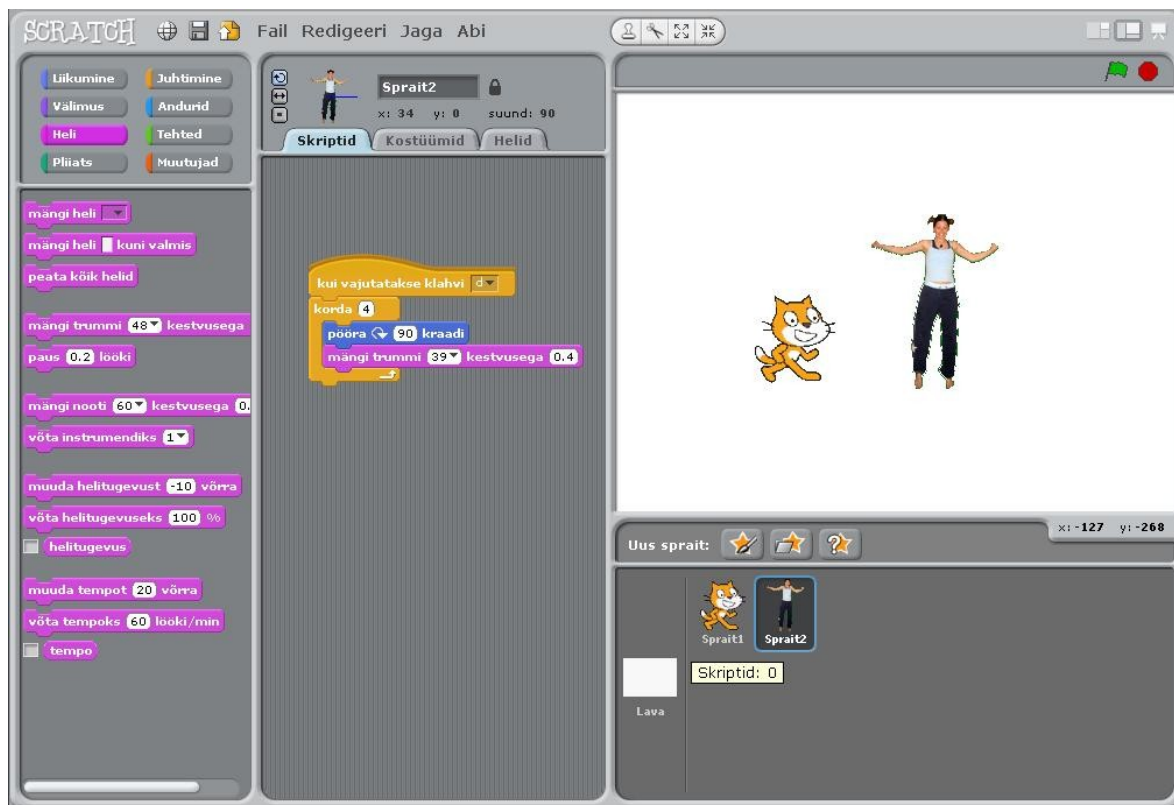 SCRATCH Fail Redigeeri Jaga Abi
Liikumine Juhtimine
Välimus Andurid
Heli Tehted
Pliiats Muutujad
mängi heli
mängi heli kuni valmis
peata kõik helid
mängi trummi 48 kestvusega
paus 0.2 lööki
mängi nooti 60 kestvusega 0.
võta instrumendiks 1
muuda helitugevust -10 võrra
võta helitugevuseks 100 %
helitugevus
muuda tempot 20 võrra
võta tempoks 60 lööki/min
tempo
Sprait2
x: 34 y: 0 suund: 90
Skriptid Kostüümid Helid
kui vajutatakse klahvi d
korda 4
pööra 90 kraadi
mängi trummi 39 kestvusega 0.4
x: -127 y: -268
Uus sprait:
Sprait1 Sprait2
Skriptid: 0
Lava